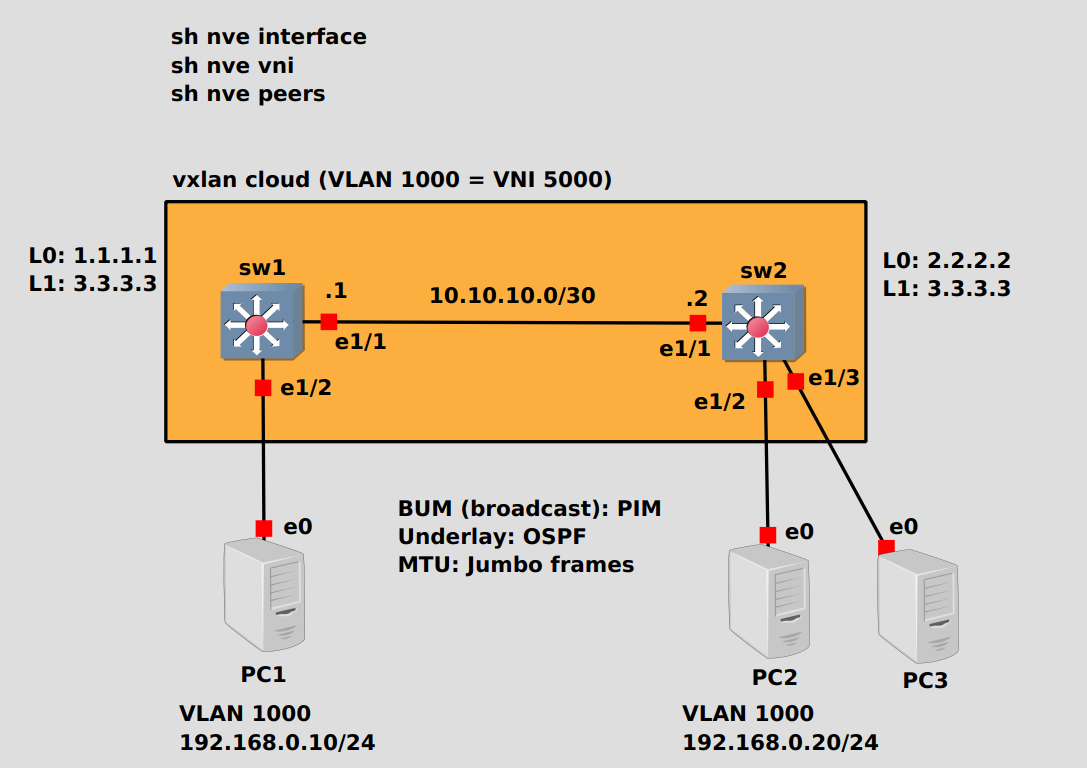 sh nve interface
sh nve vni
sh nve peers
vxlan cloud (VLAN 1000 = VNI 5000)
L0: 1.1.1.1
L1: 3.3.3.3
sw1
.1
10.10.10.0/30
e1/1
e1/2
sw2
.2
e1/1
e1/2
e1/3
L0: 2.2.2.2
L1: 3.3.3.3
BUM (broadcast): PIM
Underlay: OSPF
MTU: Jumbo frames
e0
PC1
VLAN 1000
192.168.0.10/24
e0
PC2
VLAN 1000
192.168.0.20/24
e0
PC3